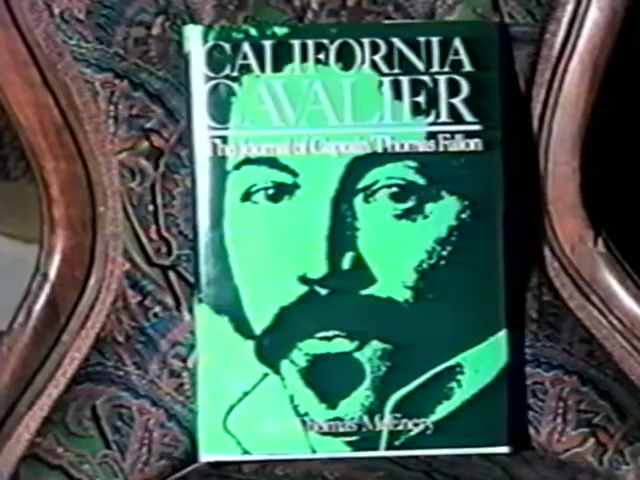 CALIFORNIA
CAVALIER
The Journal of Captain Thomas Fallon
Thomas McEnery